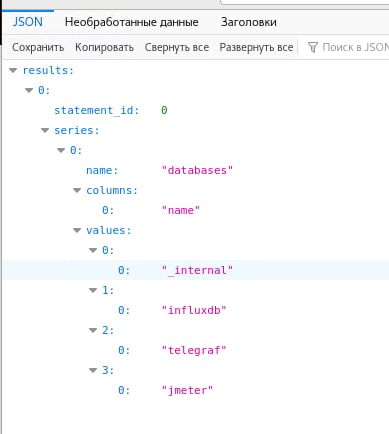 JSON Необработанные данные Заголовки
Сохранить Копировать Свернуть все Развернуть все Поиск в JSON
results:
0:
statement_id: 0
series:
0:
name: "databases"
columns:
0: "name"
values:
0:
0: "_internal"
1:
0: "influxdb"
2:
0: "telegraf"
3:
0: "jmeter"